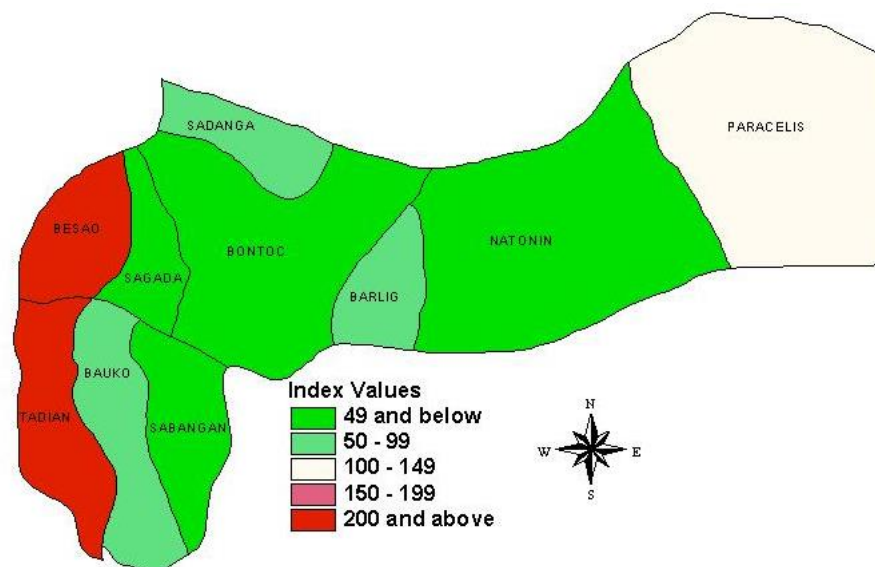 PARACELIS
SADANGA
BESAO
BONTOC
NATONIN
SAGADA
BARLIG
BAUKO
TADIAN
SABANGAN
Index Values
49 and below
50 - 99
100 - 149
150 - 199
200 and above
N
W E
S